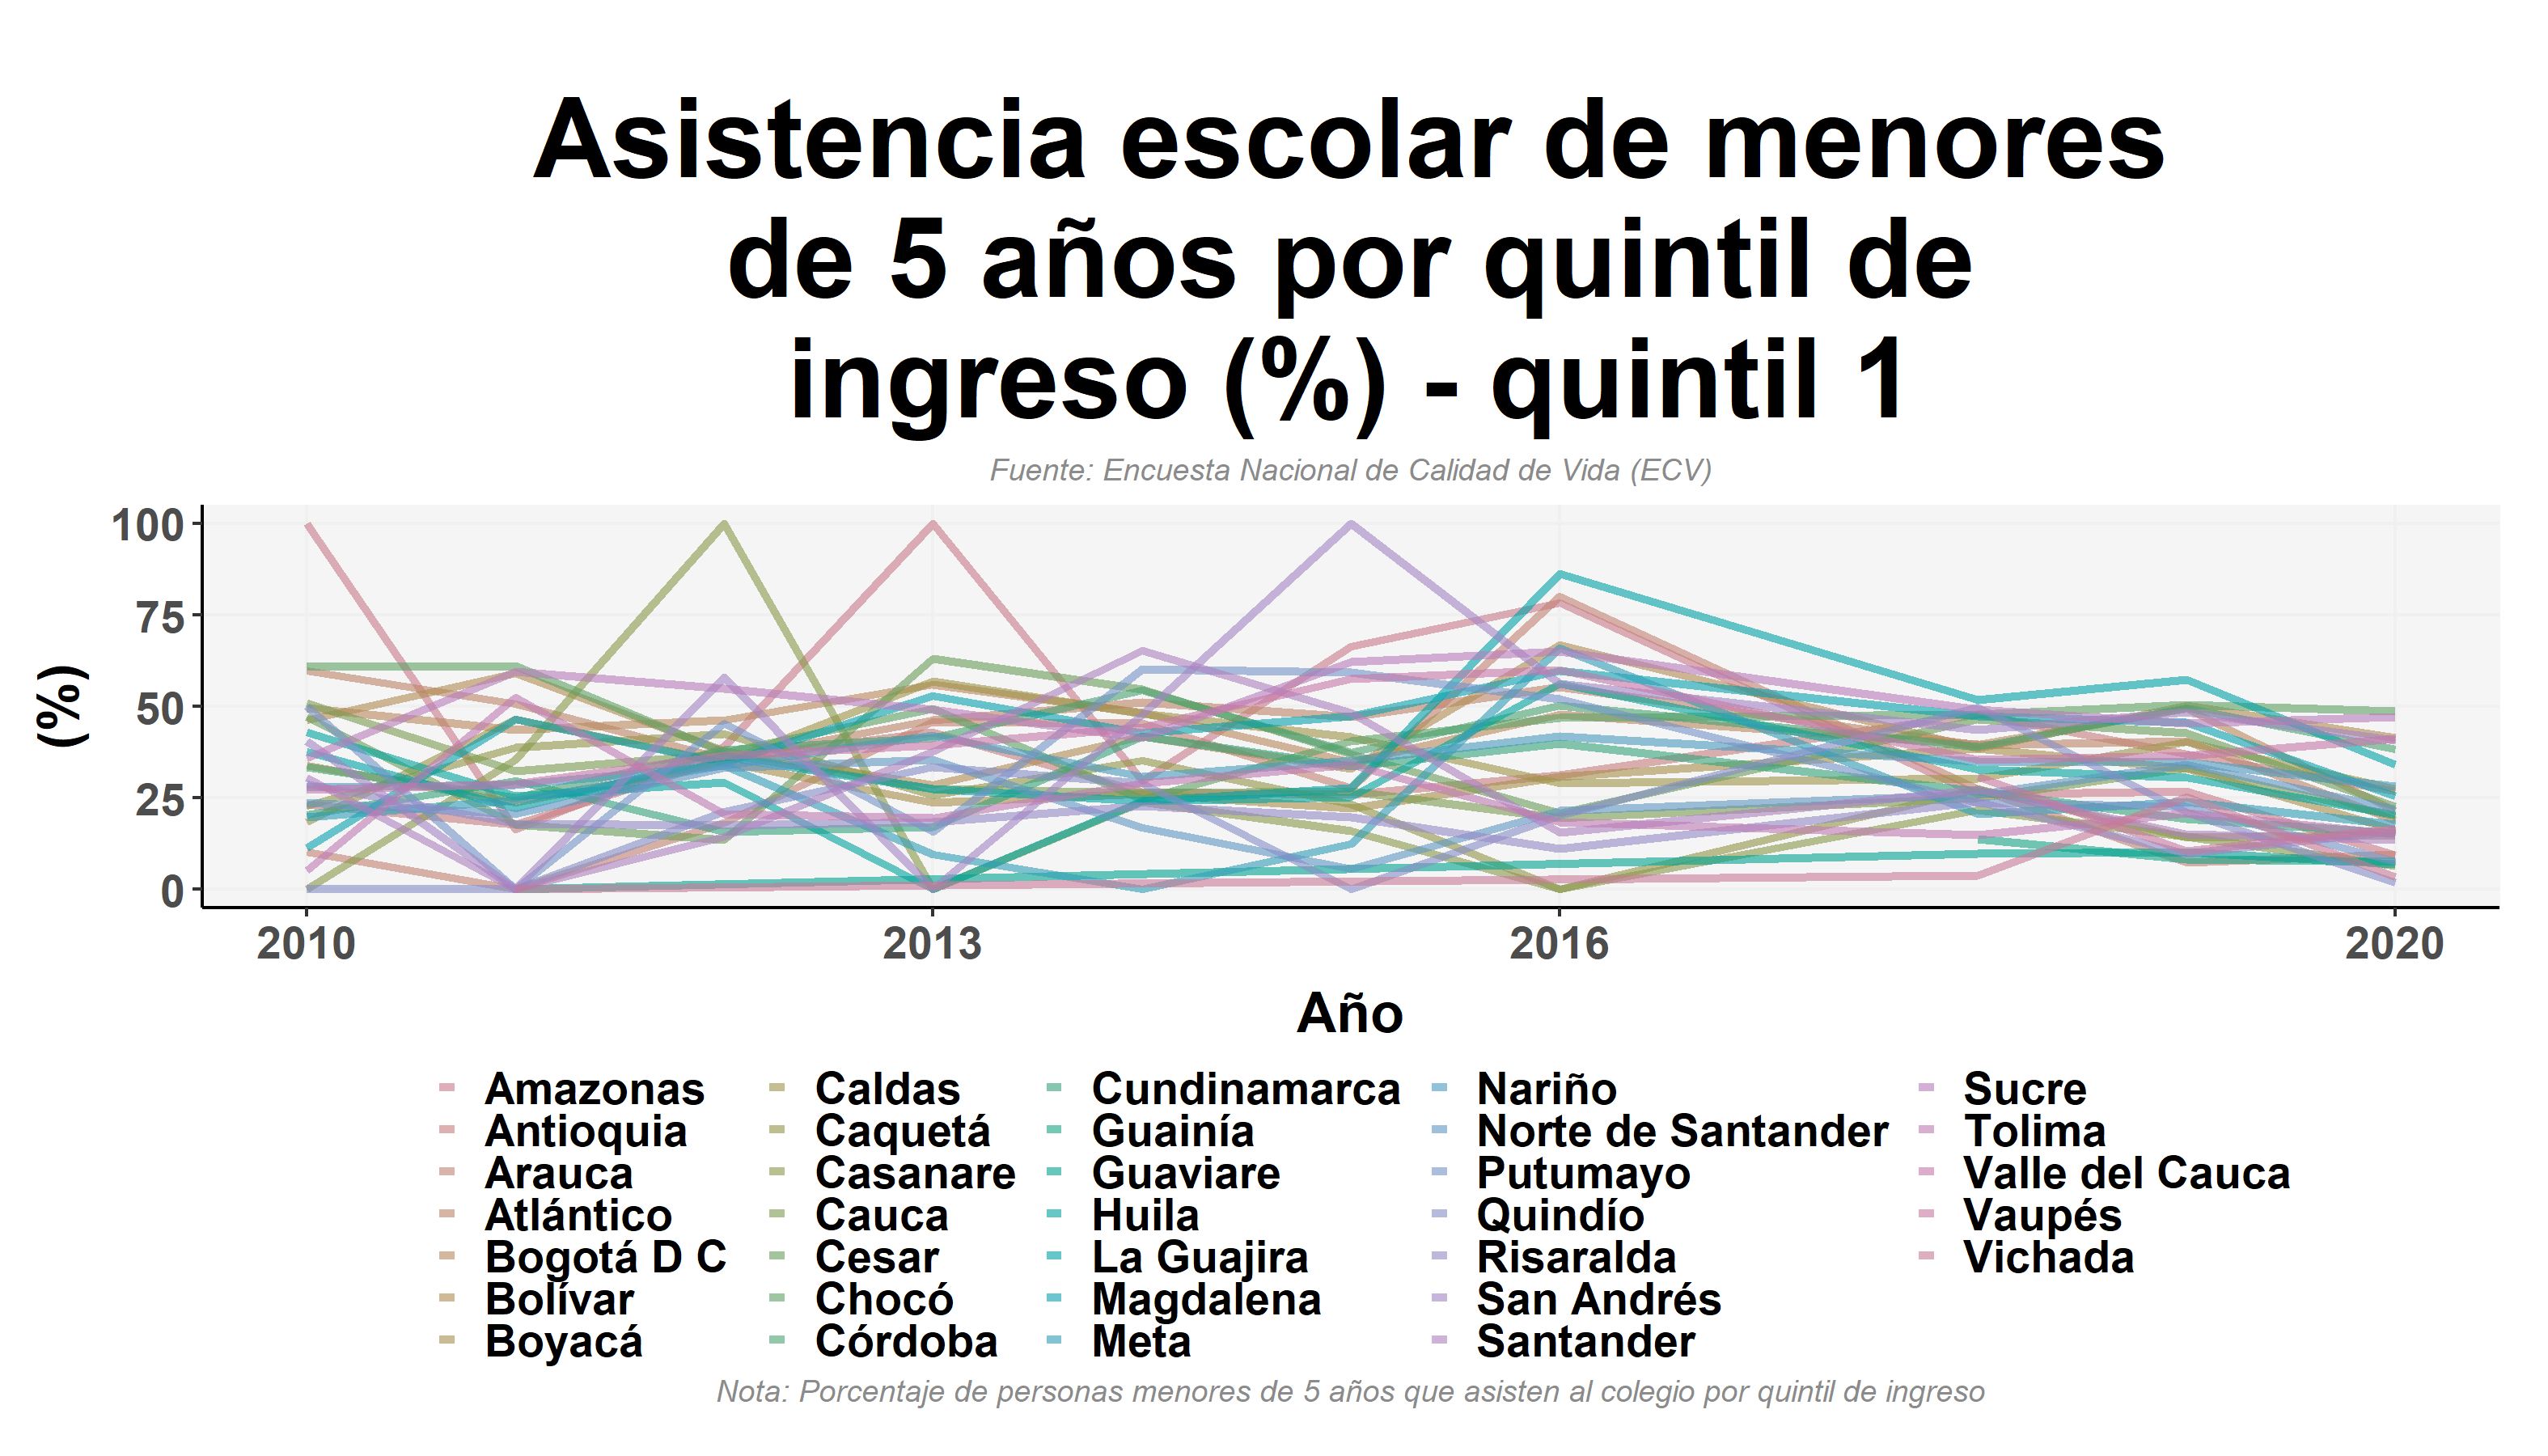 Asistencia escolar de menores
de 5 años por quintil de
ingreso (%) - quintil 1
Fuente: Encuesta Nacional de Calidad de Vida (ECV)
100
75
50
25
0
(%)
2010 2013 2016 2020
Año
Amazonas Caldas Cundinamarca Nariño Sucre
Antioquia Caquetá Guainía Norte de Santander Tolima
Arauca Casanare Guaviare Putumayo Valle del Cauca
Atlántico Cauca Huila Quindío Vaupés
Bogotá D C Cesar La Guajira Risaralda Vichada
Bolívar Chocó Magdalena San Andrés
Boyacá Córdoba Meta Santander
Nota: Porcentaje de personas menores de 5 años que asisten al colegio por quintil de ingreso